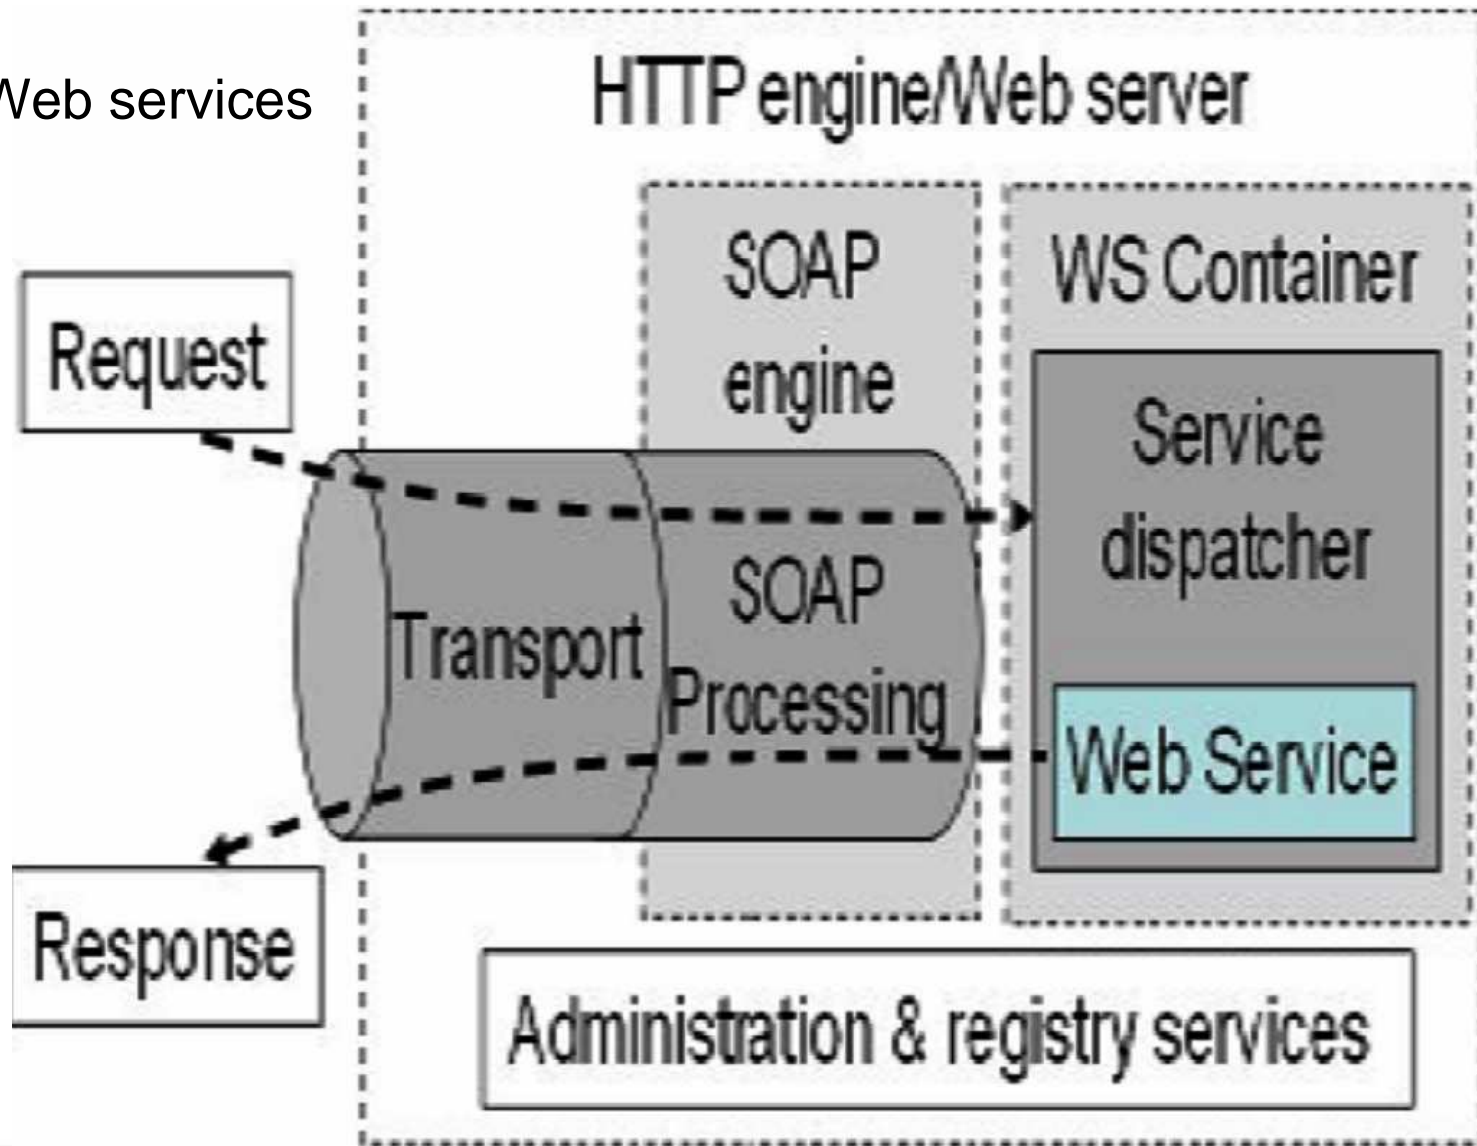 Web services
HTTP engine/Web server
SOAP
engine
WS Container
Request
Service
dispatcher
Transport
SOAP
Processing
Web Service
Response
Administration & registry services